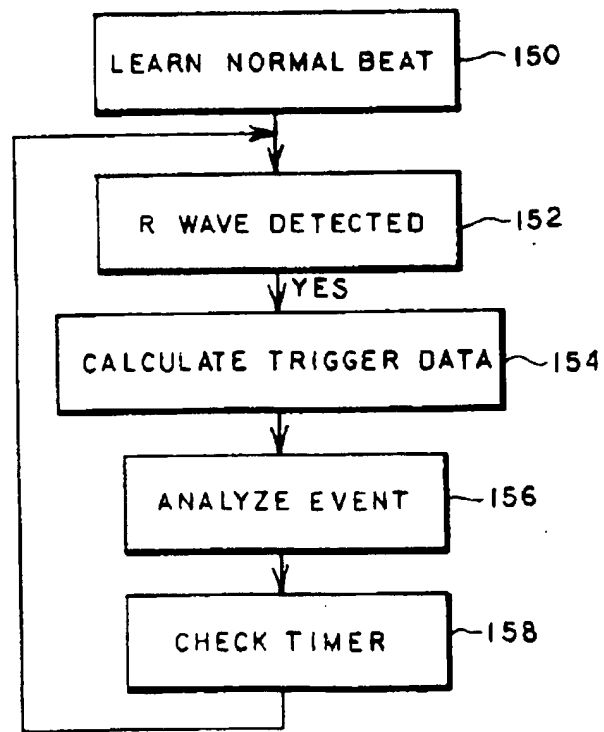 LEARN NORMAL BEAT 150
R WAVE DETECTED 152
YES
CALCULATE TRIGGER DATA 154
ANALYZE EVENT 156
CHECK TIMER 158